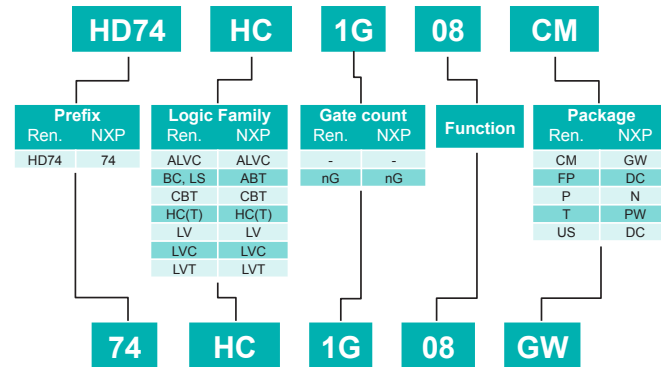 HD74 HC 1G 08 CM
Prefix
Ren. NXP
HD74 74
Logic Family
Ren. NXP
ALVC ALVC
BC, LS ABT
CBT CBT
HC(T) HC(T)
LV LV
LVC LVC
LVT LVT
Gate count
Ren. NXP
- -
nG nG
Function
Package
Ren. NXP
CM GW
FP DC
P N
T PW
US DC
74 HC 1G 08 GW